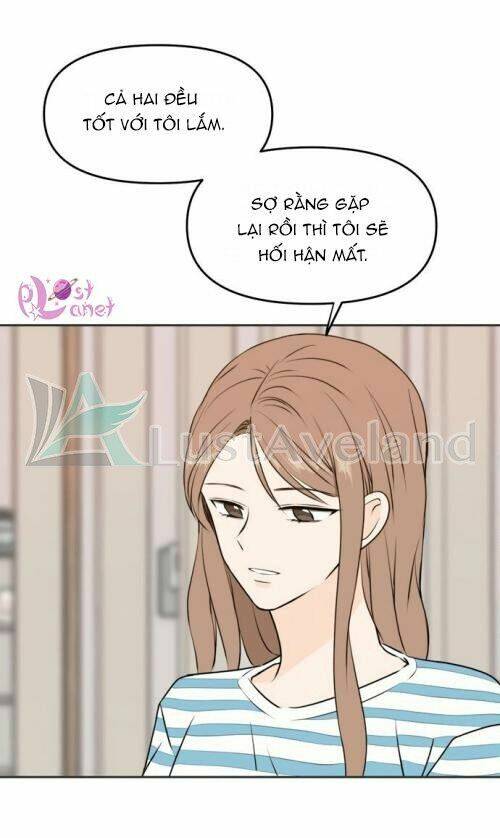 CẢ HAI ĐỀU
TỐT VỚI TÔI LẮM.
SỢ RẰNG GẶP
LẠI RỒI THÌ TÔI SẼ
HỐI HẬN MẤT.
Lost
Planet
LustAveland